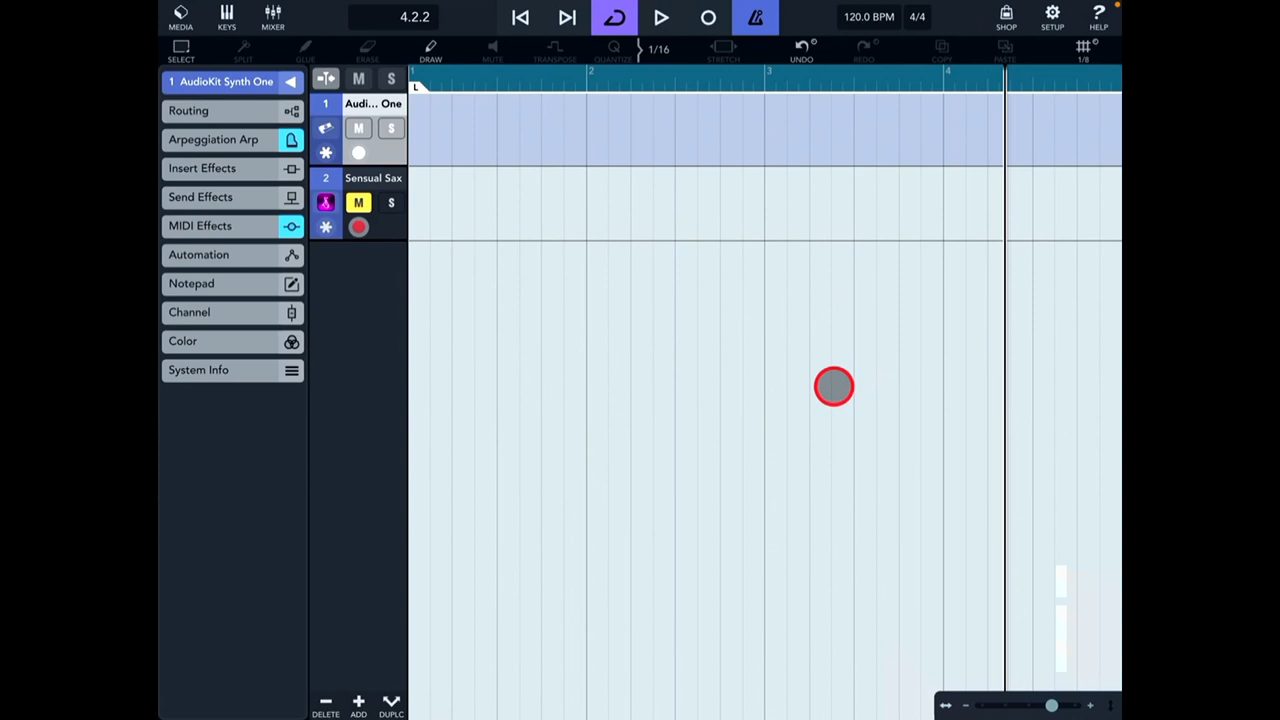 MEDIA KEYS MIXER 4.2.2 120.0 BPM 4/4 SHOP SETUP ? HELP
SELECT SPLIT GLUE ERASE DRAW MUTE TRANSPOSE QUANTIZE 1/16 STRETCH UNDO REDO COPY PASTE 1/8
1 AudioKit Synth One M S 1 2 3 4
L
1 Audi... One
Routing
M S
Arpeggiation Arp
Insert Effects
2 Sensual Sax
Send Effects
M S
MIDI Effects
Automation
Notepad
Channel
Color
System Info
DELETE ADD DUPLC